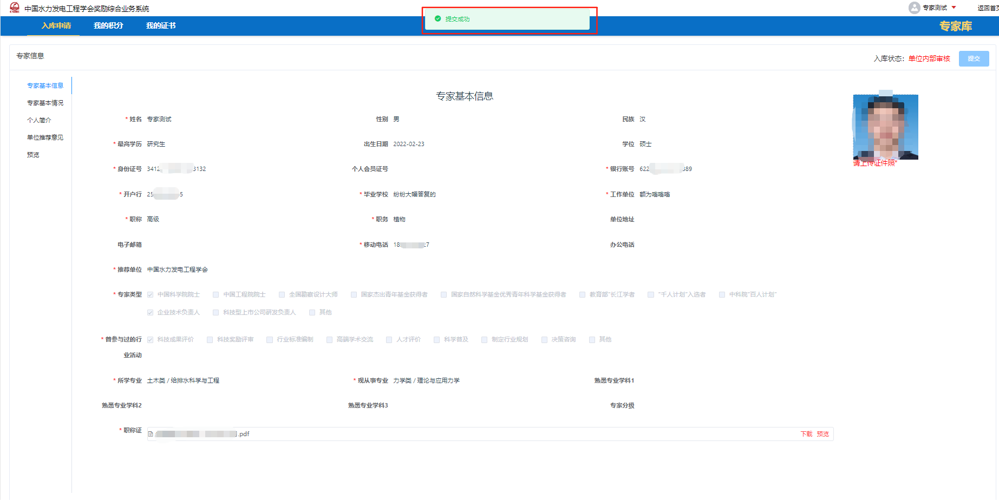 中国水力发电工程学会奖励综合业务系统
专家测试
返回首页
提交成功
入库申请 我的积分 我的证书
专家库
专家信息
入库状态: 单位内部审核 提交
专家基本信息
专家基本情况
个人简介
单位推荐意见
预览
专家基本信息
* 姓名 专家测试 性别 男 民族 汉
* 最高学历 研究生 出生日期 2022-02-23 学位 硕士
请上传证件照*
* 身份证号 3412 3132 个人会员证号 * 银行账号 622 389
* 开户行 25 5 * 毕业学校 纷纷大幅答复的 * 工作单位 额为嗡嗡嗡
* 职称 高级 * 职务 植物 单位地址
电子邮箱 * 移动电话 18 7 办公电话
* 推荐单位 中国水力发电工程学会
* 专家类型 中国科学院院士 中国工程院院士 全国勘察设计大师 国家杰出青年基金获得者 国家自然科学基金优秀青年科学基金获得者 教育部“长江学者 “千人计划”入选者 中科院“百人计划”
企业技术负责人 科技型上市公司研发负责人 其他
* 曾参与过的行 科技成果评价 科技奖励评审 行业标准编制 高端学术交流 人才评价 科学普及 制定行业规划 决策咨询 其他
业活动
* 所学专业 土木类 / 给排水科学与工程 * 现从事专业 力学类 / 理论与应用力学 熟悉专业学科1
熟悉专业学科2 熟悉专业学科3 专家分级
* 职称证 .pdf 下载 预览